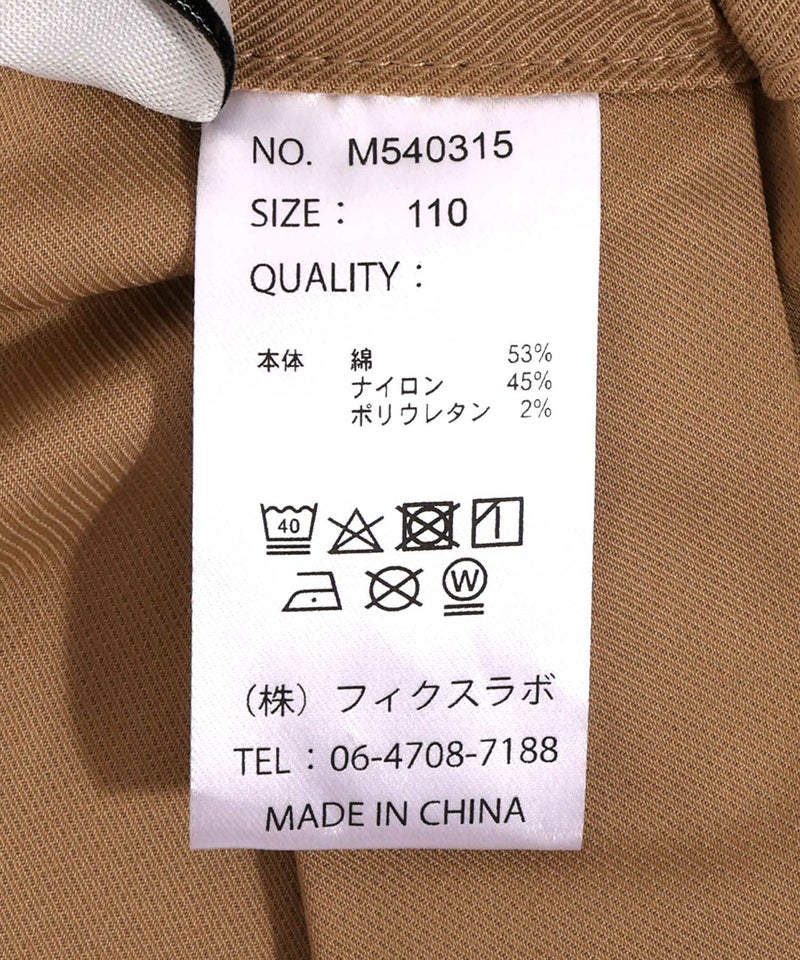 NO. M540315
SIZE： 110
QUALITY：
本体 綿 53%
ナイロン 45%
ポリウレタン 2%
40
W
（株）フィクスラボ
TEL：06-4708-7188
MADE IN CHINA